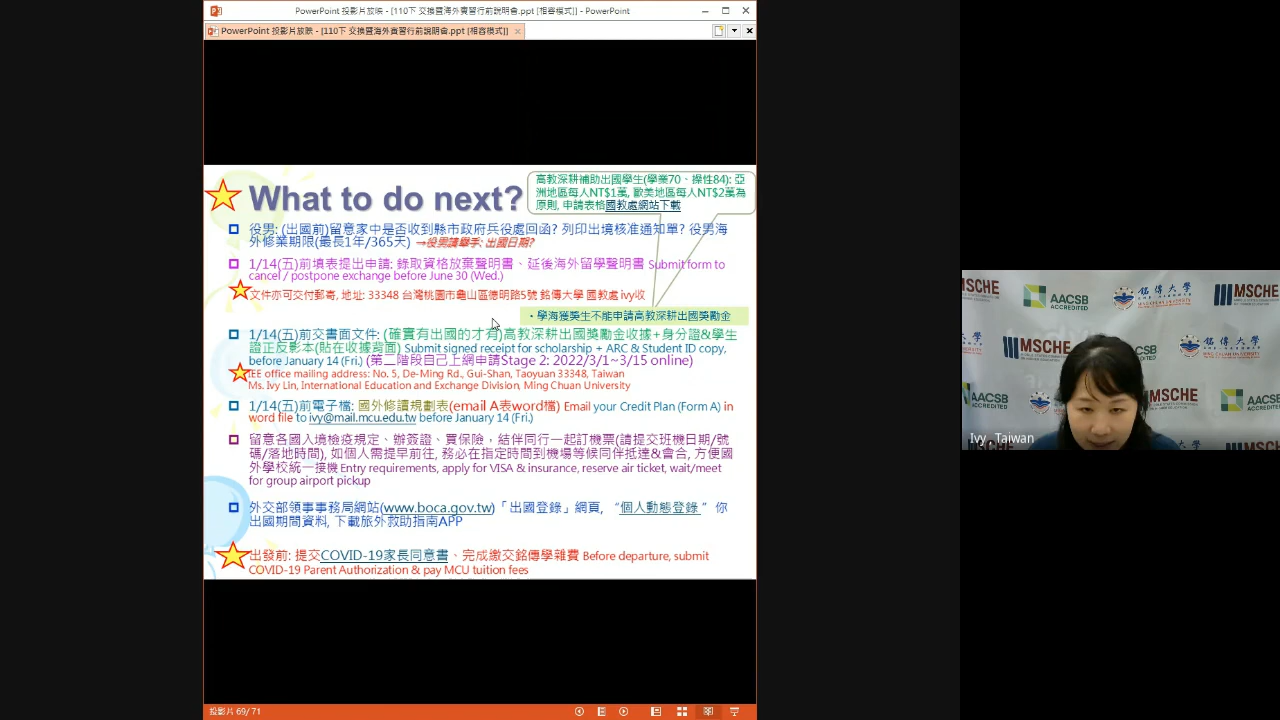 PowerPoint 投影片放映 - [110下 交換暨海外實習行前說明會.ppt [相容模式]] - PowerPoint
PowerPoint 投影片放映 - [110下 交換暨海外實習行前說明會.ppt [相容模式]]
What to do next?
高教深耕補助出國學生(學業70、操性84): 亞
洲地區每人NT$1萬, 歐美地區每人NT$2萬為
原則, 申請表格國教處網站下載
役男: (出國前)留意家中是否收到縣市政府兵役處回函? 列印出境核准通知單? 役男海
外修業期限(最長1年/365天) →役男請舉手: 出國日期?
1/14(五)前填表提出申請: 錄取資格放棄聲明書、延後海外留學聲明書 Submit form to
cancel / postpone exchange before June 30 (Wed.)
文件亦可交付郵寄, 地址: 33348 台灣桃園市龜山區德明路5號 銘傳大學 國教處 ivy收
• 學海獲獎生不能申請高教深耕出國獎勵金
1/14(五)前交書面文件: (確實有出國的才有)高教深耕出國獎勵金收據+身分證&學生
證正反影本(貼在收據背面) Submit signed receipt for scholarship + ARC & Student ID copy,
before January 14 (Fri.) (第二階段自己上網申請Stage 2: 2022/3/1~3/15 online)
IEE office mailing address: No. 5, De-Ming Rd., Gui-Shan, Taoyuan 33348, Taiwan
Ms. Ivy Lin, International Education and Exchange Division, Ming Chuan University
1/14(五)前電子檔: 國外修讀規劃表(email A表word檔) Email your Credit Plan (Form A) in
word file to ivy@mail.mcu.edu.tw before January 14 (Fri.)
留意各國入境檢疫規定、辦簽證、買保險，結伴同行一起訂機票(請提交班機日期/號
碼/落地時間), 如個人需提早前往, 務必在指定時間到機場等候同伴抵達&會合, 方便國
外學校統一接機 Entry requirements, apply for VISA & insurance, reserve air ticket, wait/meet
for group airport pickup
外交部領事事務局網站(www.boca.gov.tw)「出國登錄」網頁, “個人動態登錄 ” 你
出國期間資料, 下載旅外救助指南APP
出發前: 提交COVID-19家長同意書、完成繳交銘傳學雜費 Before departure, submit
COVID-19 Parent Authorization & pay MCU tuition fees
投影片 69/ 71
MSCHE
AACSB
ACCREDITED
銘傳大學
MING CHUAN UNIVERSITY
MSCHE
MSCHE
銘傳大學
MING CHUAN UNIVERSITY
MSCHE
AACSB
ACCREDITED
AACSB
ACCREDITED
Ivy , Taiwan